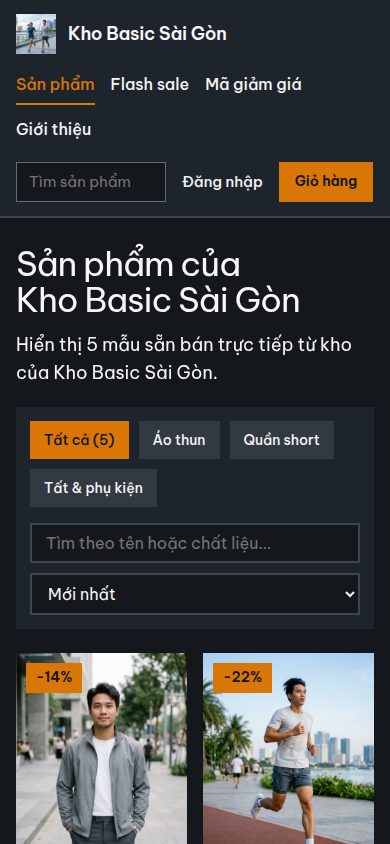 Kho Basic Sài Gòn
Sản phẩm Flash sale Mã giảm giá
Giới thiệu
Tìm sản phẩm Đăng nhập Giỏ hàng
Sản phẩm của
Kho Basic Sài Gòn
Hiển thị 5 mẫu sẵn bán trực tiếp từ kho
của Kho Basic Sài Gòn.
Tất cả (5) Áo thun Quần short
Tất & phụ kiện
Tìm theo tên hoặc chất liệu...
Mới nhất
-14% -22%